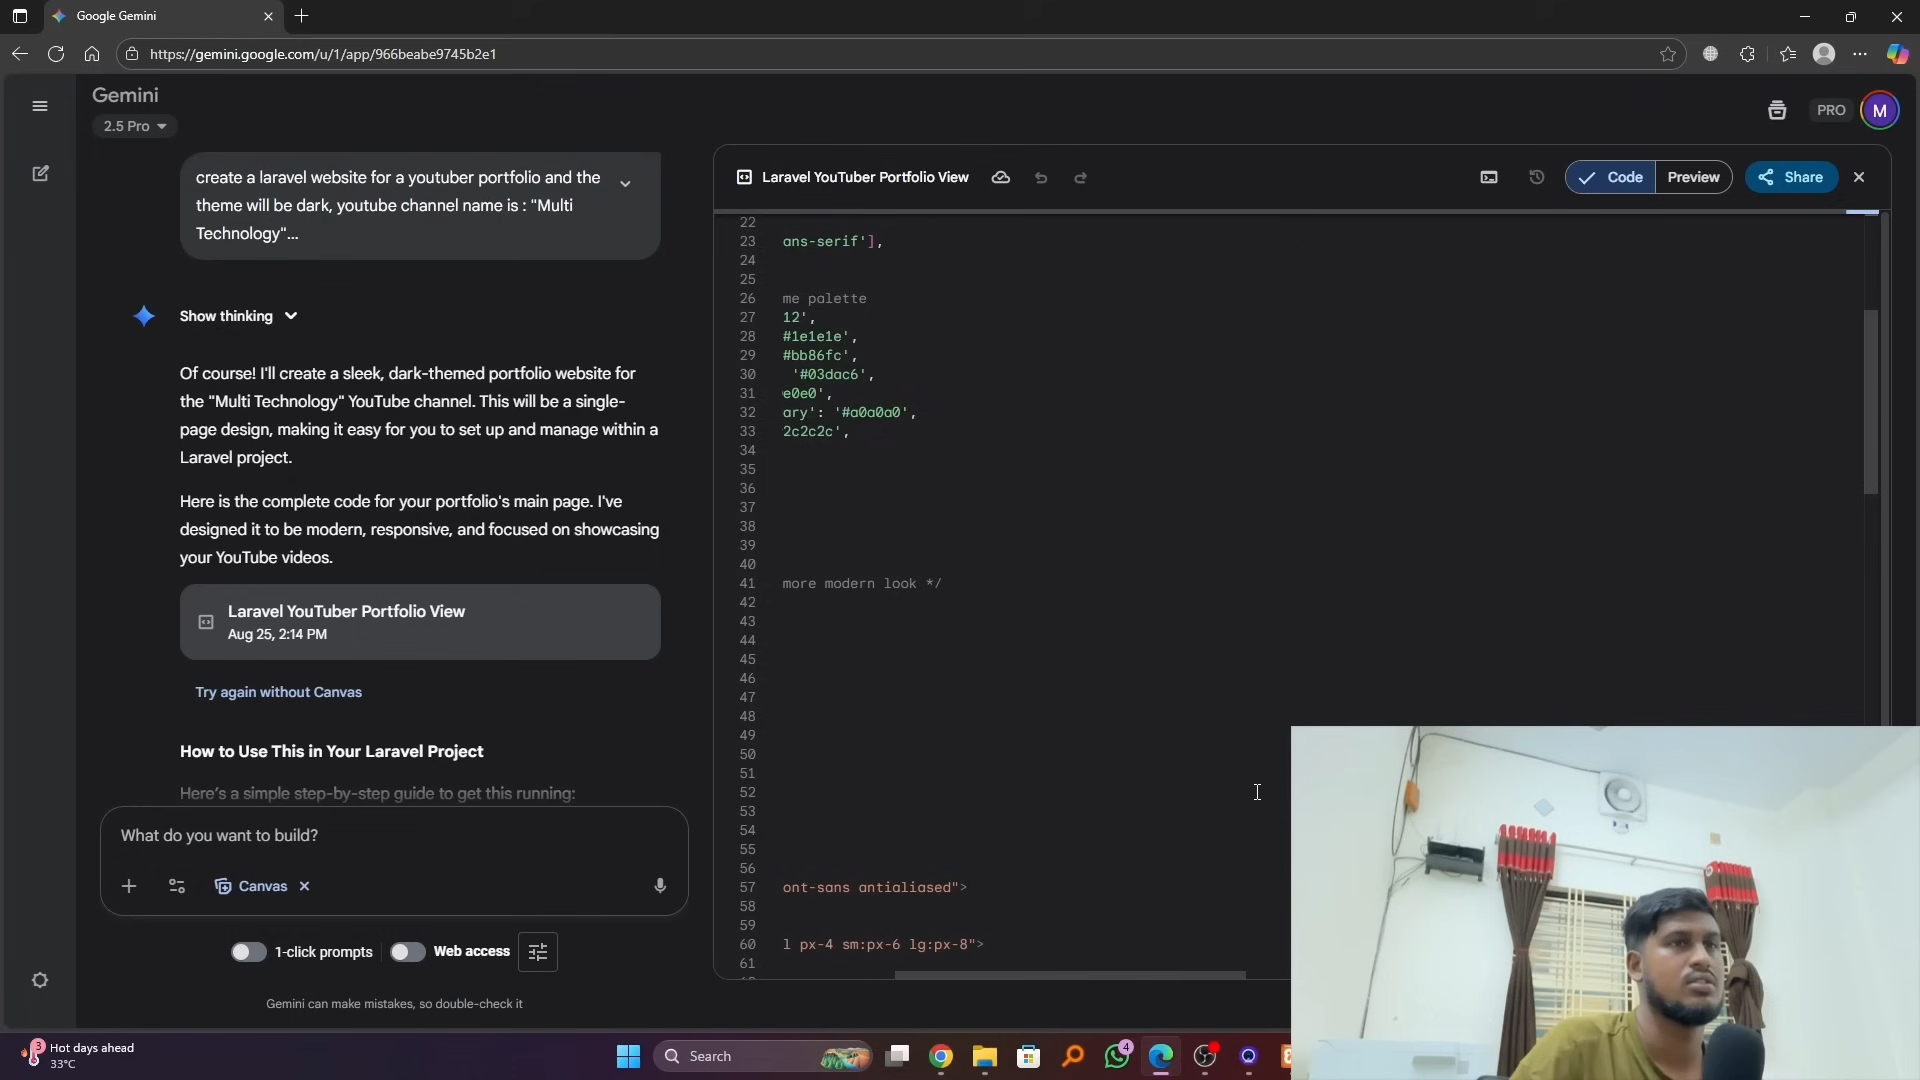 Google Gemini
https://gemini.google.com/u/1/app/966beabe9745b2e1
Gemini
2.5 Pro
PRO
M
create a laravel website for a youtuber portfolio and the
theme will be dark, youtube channel name is : "Multi
Technology"...
Show thinking
Of course! I'll create a sleek, dark-themed portfolio website for
the "Multi Technology" YouTube channel. This will be a single-
page design, making it easy for you to set up and manage within a
Laravel project.
Here is the complete code for your portfolio's main page. I've
designed it to be modern, responsive, and focused on showcasing
your YouTube videos.
Laravel YouTuber Portfolio View
Aug 25, 2:14 PM
Try again without Canvas
How to Use This in Your Laravel Project
Here's a simple step-by-step guide to get this running:
What do you want to build?
Canvas
1-click prompts
Web access
Gemini can make mistakes, so double-check it
Laravel YouTuber Portfolio View
Code
Preview
Share
22
23 ans-serif'],
24
25
26 me palette
27 12',
28 #1e1e1e',
29 #bb86fc',
30 '#03dac6',
31 e0e0',
32 ary': '#a0a0a0',
33 2c2c2c',
34
35
36
37
38
39
40
41 more modern look */
42
43
44
45
46
47
48
49
50
51
52
53
54
55
56
57 ont-sans antialiased">
58
59
60 l px-4 sm:px-6 lg:px-8">
61
3
Hot days ahead
33°C
Search
4